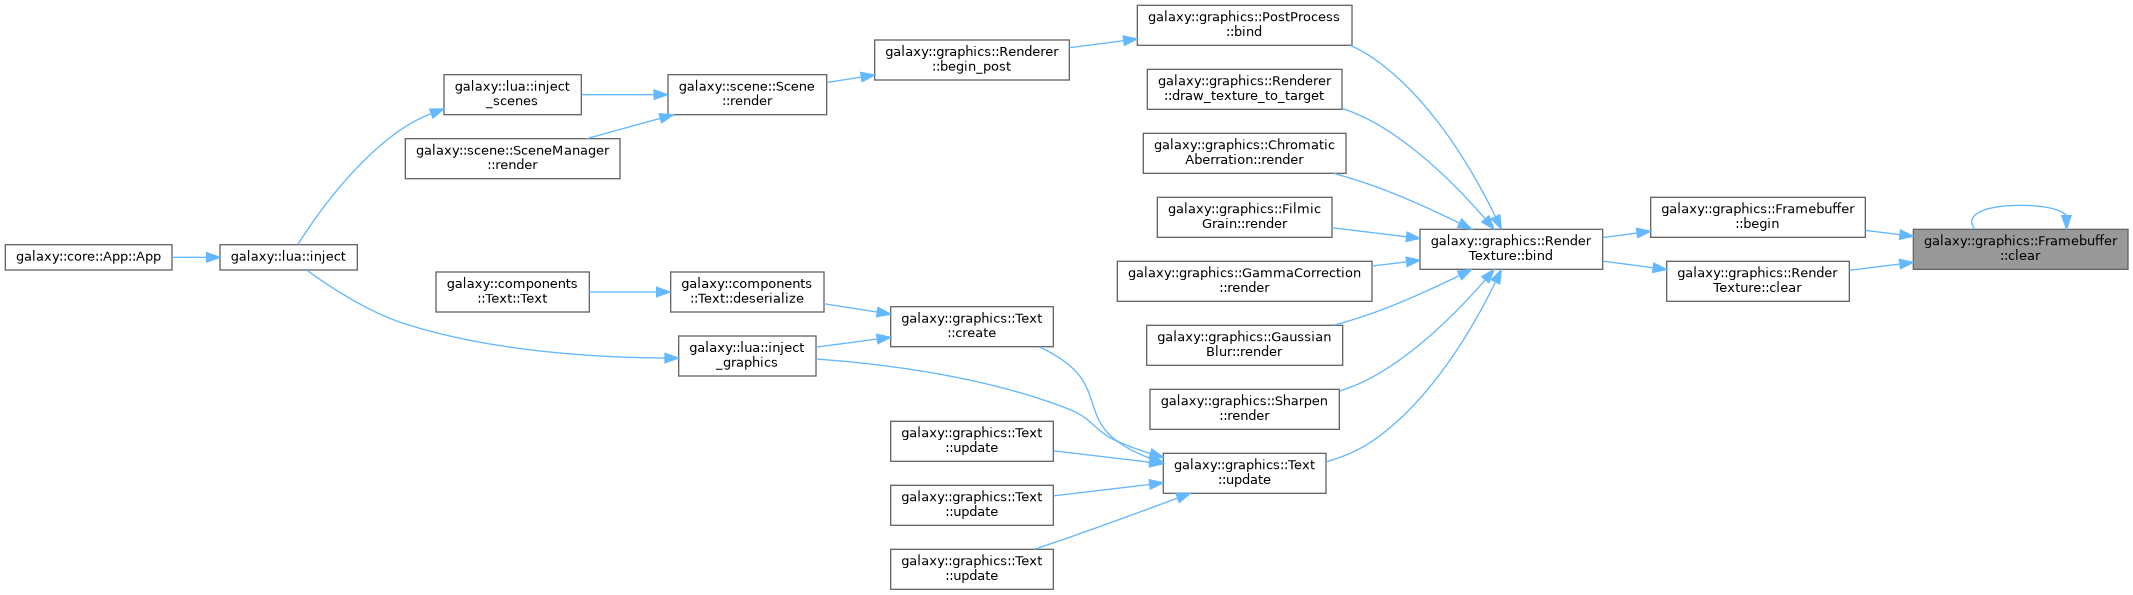 galaxy::graphics::PostProcess
::bind
galaxy::graphics::Renderer
::begin_post
galaxy::graphics::Renderer
::draw_texture_to_target
galaxy::lua::inject
_scenes
galaxy::scene::Scene
::render
galaxy::scene::SceneManager
::render
galaxy::graphics::Chromatic
Aberration::render
galaxy::graphics::Filmic
Grain::render
galaxy::graphics::Framebuffer
::begin
galaxy::core::App::App
galaxy::lua::inject
galaxy::graphics::Render
Texture::bind
galaxy::graphics::Framebuffer
::clear
galaxy::graphics::GammaCorrection
::render
galaxy::graphics::Render
Texture::clear
galaxy::components
::Text::Text
galaxy::components
::Text::deserialize
galaxy::graphics::Text
::create
galaxy::graphics::Gaussian
Blur::render
galaxy::lua::inject
_graphics
galaxy::graphics::Sharpen
::render
galaxy::graphics::Text
::update
galaxy::graphics::Text
::update
galaxy::graphics::Text
::update
galaxy::graphics::Text
::update